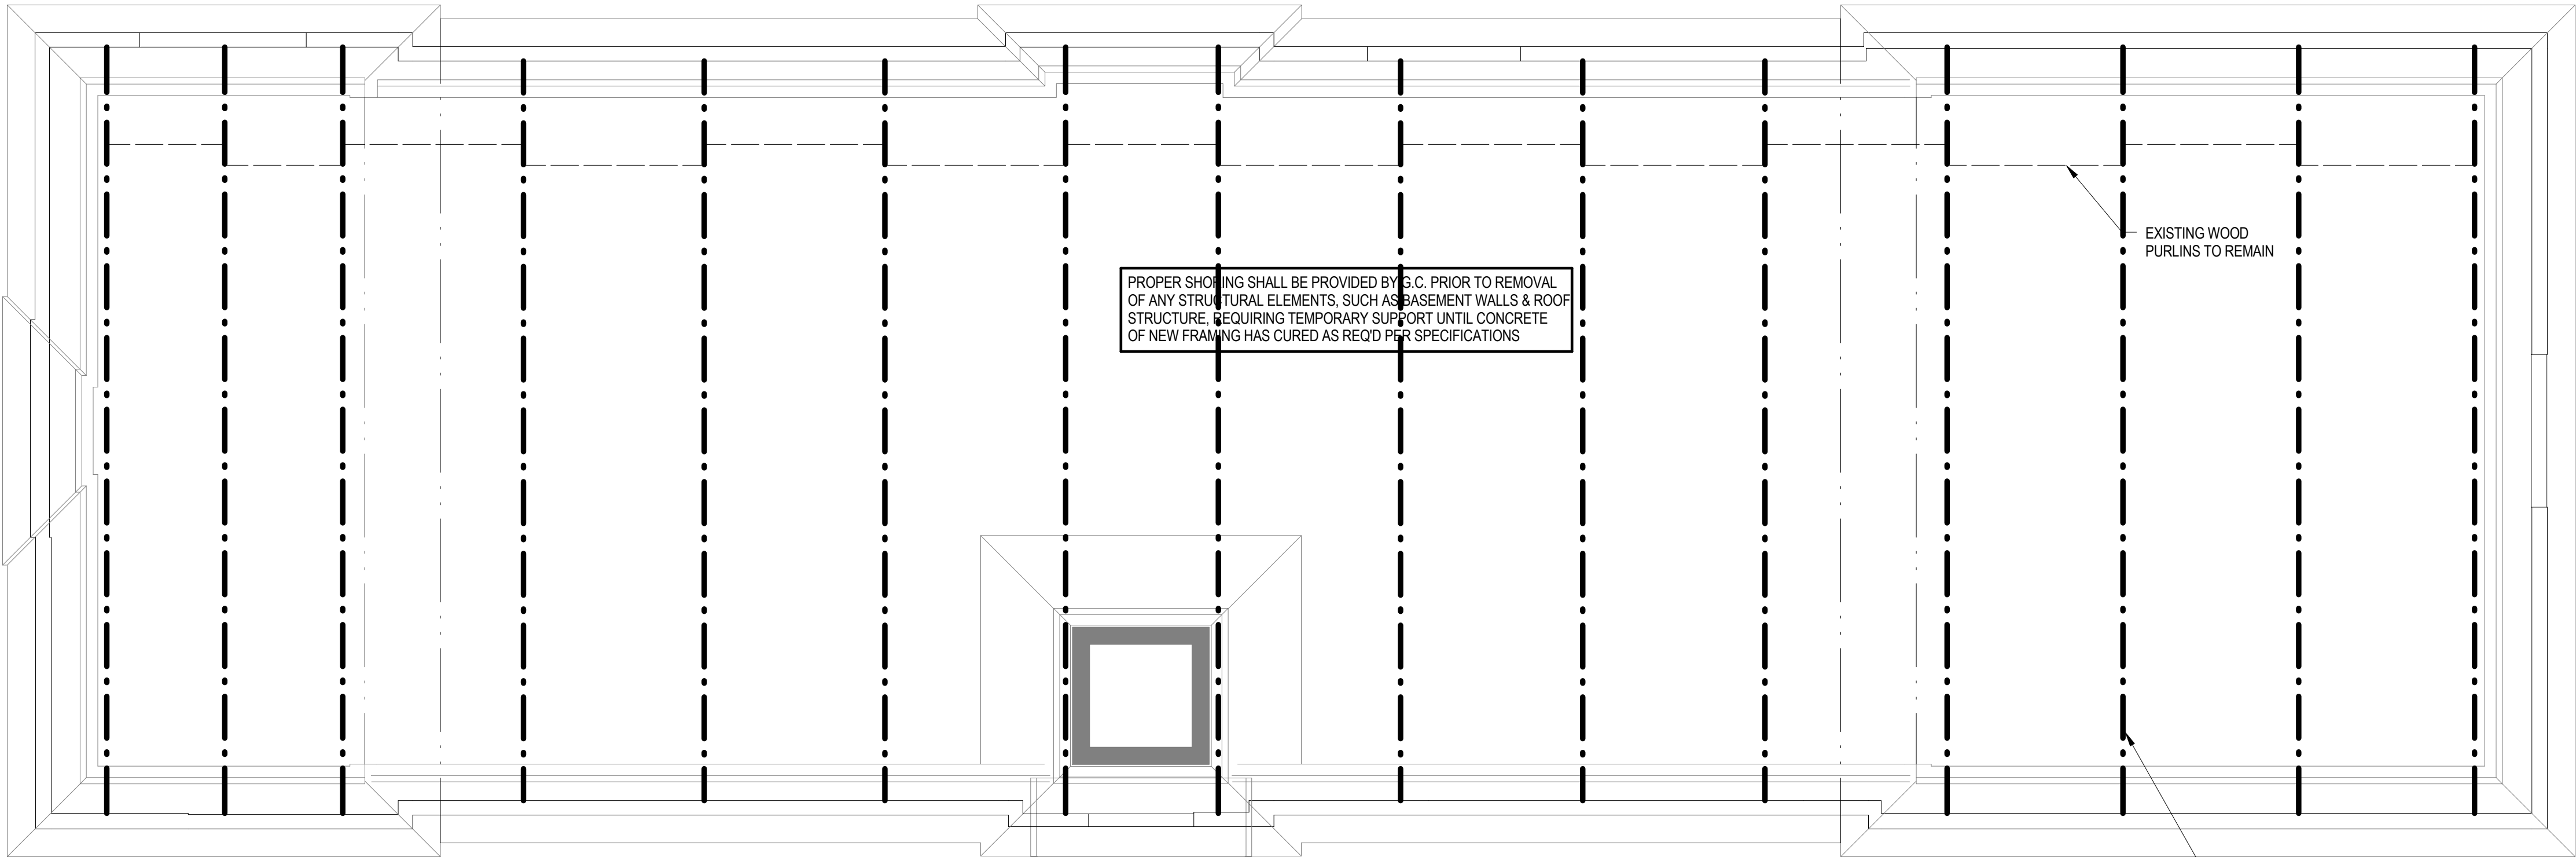 PROPER SHORING SHALL BE PROVIDED BY G.C. PRIOR TO REMOVAL
OF ANY STRUCTURAL ELEMENTS, SUCH AS BASEMENT WALLS & ROOF
STRUCTURE, REQUIRING TEMPORARY SUPPORT UNTIL CONCRETE
OF NEW FRAMING HAS CURED AS REQ'D PER SPECIFICATIONS
EXISTING WOOD
PURLINS TO REMAIN